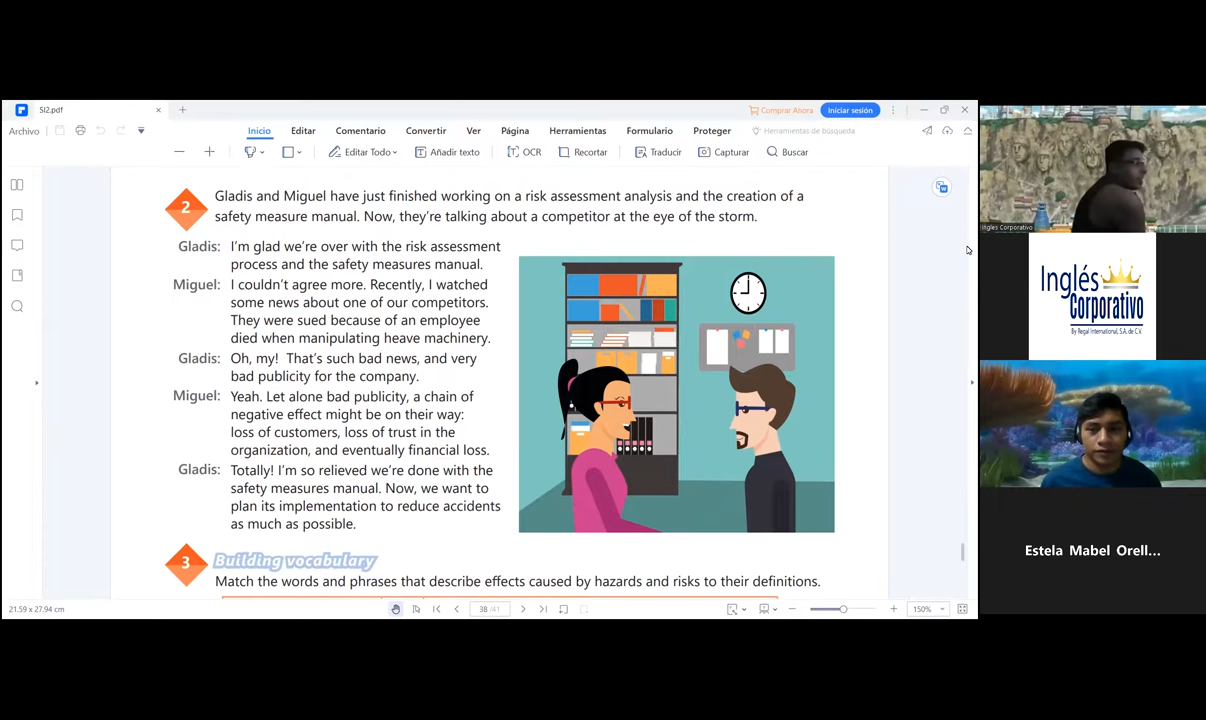 SI2.pdf
Comprar Ahora
Iniciar sesión
Archivo
Inicio
Editar
Comentario
Convertir
Ver
Página
Herramientas
Formulario
Proteger
Herramientas de búsqueda
Editar Todo
Añadir texto
OCR
Recortar
Traducir
Capturar
Buscar
2
Gladis and Miguel have just finished working on a risk assessment analysis and the creation of a
safety measure manual. Now, they're talking about a competitor at the eye of the storm.
Gladis: I'm glad we're over with the risk assessment
process and the safety measures manual.
Miguel: I couldn't agree more. Recently, I watched
some news about one of our competitors.
They were sued because of an employee
died when manipulating heave machinery.
Gladis: Oh, my! That's such bad news, and very
bad publicity for the company.
Miguel: Yeah. Let alone bad publicity, a chain of
negative effect might be on their way:
loss of customers, loss of trust in the
organization, and eventually financial loss.
Gladis: Totally! I'm so relieved we're done with the
safety measures manual. Now, we want to
plan its implementation to reduce accidents
as much as possible.
3 Building vocabulary
Match the words and phrases that describe effects caused by hazards and risks to their definitions.
21.59 x 27.94 cm
38 /41
150%
Ingles Corporativo
Inglés
Corporativo
By Regal International, S.A. de C.V.
Estela Mabel Orell...